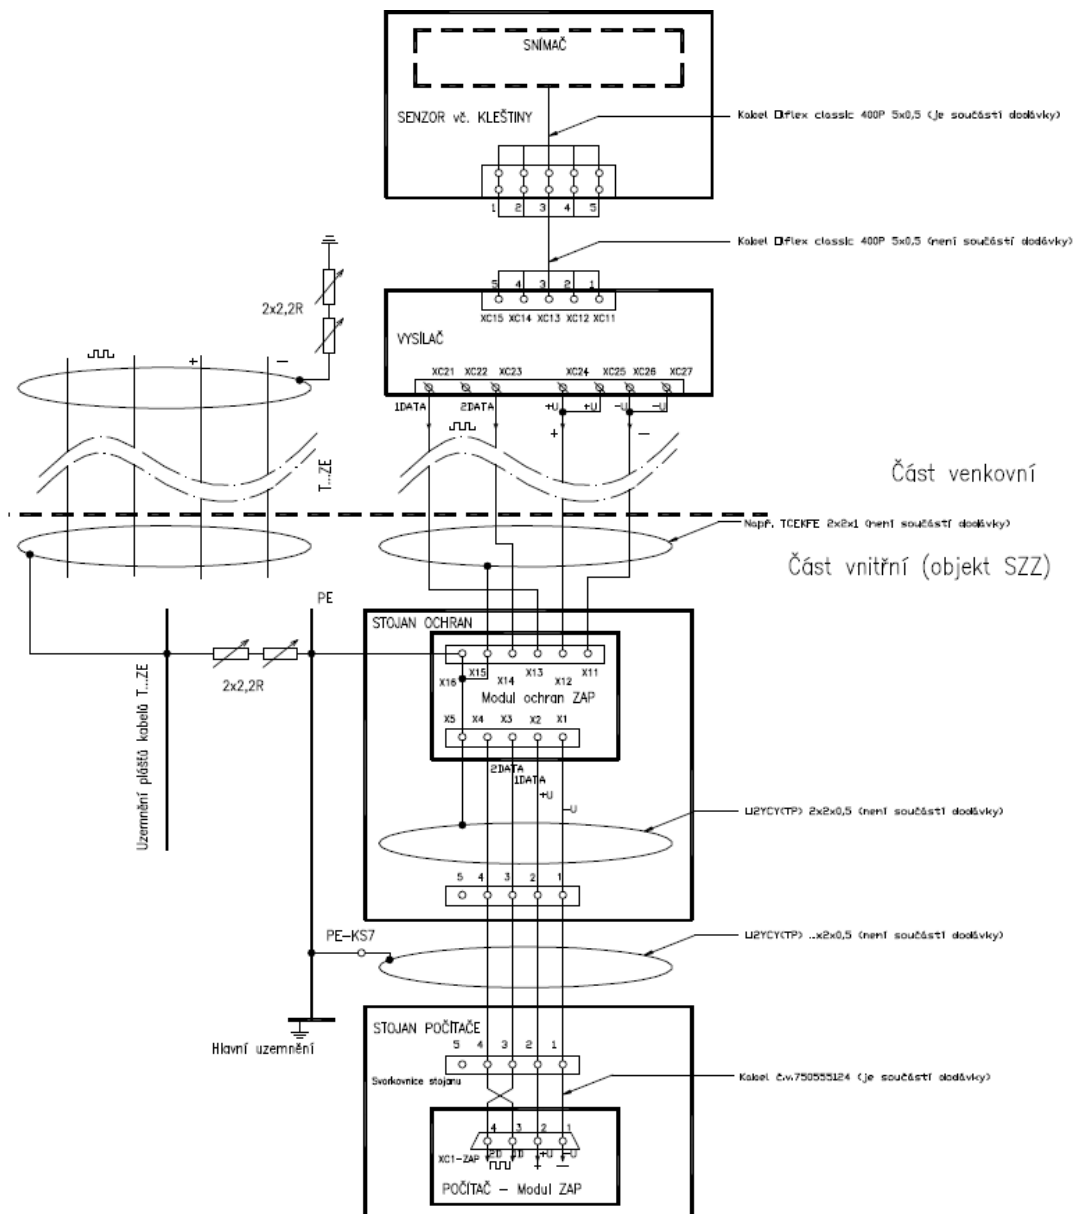 SNÍMAČ
SENZOR vč. KLEŠTINY
Kabel Olflex classic 400P 5x0,5 (je součástí dodávky)
1 2 3 4 5
Kabel Olflex classic 400P 5x0,5 (není součástí dodávky)
5 4 3 2 1
XC15 XC14 XC13 XC12 XC11
2x2,2R
VYSÍLAČ
+ −
XC21 XC22 XC23 XC24 XC25 XC26 XC27
1DATA 2DATA +U +U -U -U
+ −
T...ZE
Část venkovní
Např. TCEKFE 2x2x1 (není součástí dodávky)
Část vnitřní (objekt SZZ)
PE
STOJAN OCHRAN
2x2,2R
X16 X15 X14 X13 X12 X11
Modul ochran ZAP
X5 X4 X3 X2 X1
2DATA
1DATA
+U
-U
Uzemnění plášťů kabelů T...ZE
LI2YCY(TP) 2x2x0,5 (není součástí dodávky)
5 4 3 2 1
PE-KS7
LI2YCY(TP) ..x2x0,5 (není součástí dodávky)
Hlavní uzemnění
STOJAN POČÍTAČE
5 4 3 2 1
Svorkovnice stojanu
Kabel č.v.750555124 (je součástí dodávky)
4 3 2 1
XC1-ZAP 2D 1D +U -U
+ −
POČÍTAČ – Modul ZAP